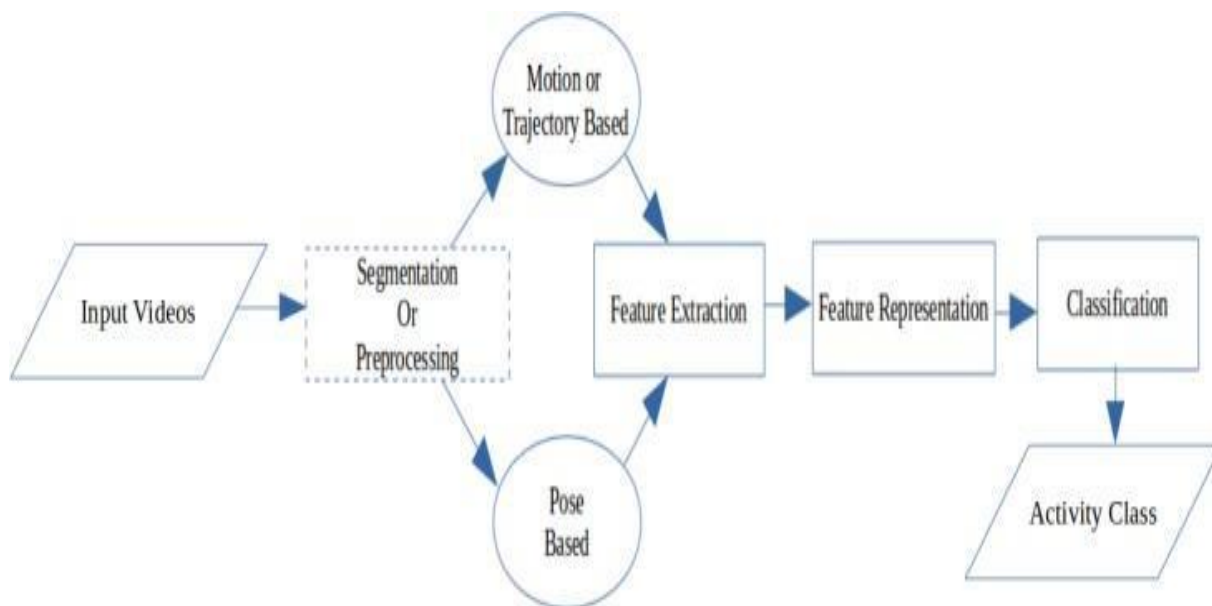 Motion or
Trajectory Based
Input Videos
Segmentation
Or
Preprocessing
Feature Extraction
Feature Representation
Classification
Pose
Based
Activity Class